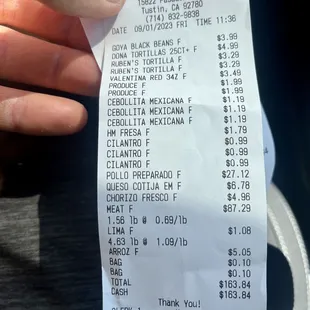 Tustin, CA 92780
(714) 832-9838
DATE 09/01/2023 FRI TIME 11:36
GOYA BLACK BEANS F $3.99
DONA TORTILLAS 25CT+ F $4.99
RUBEN'S TORTILLA F $3.29
RUBEN'S TORTILLA F $3.29
VALENTINA RED 34Z F $3.49
PRODUCE F $1.99
PRODUCE F $1.99
CEBOLLITA MEXICANA F $1.19
CEBOLLITA MEXICANA F $1.19
CEBOLLITA MEXICANA F $1.19
HM FRESA F $1.79
CILANTRO F $0.99
CILANTRO F $0.99
CILANTRO F $0.99
POLLO PREPARADO F $27.12
QUESO COTIJA EM F $6.78
CHORIZO FRESCO F $4.96
MEAT F $87.29
1.56 lb @ 0.69/lb
LIMA F $1.08
4.63 lb @ 1.09/lb
ARROZ F $5.05
BAG $0.10
BAG $0.10
TOTAL $163.84
CASH $163.84
Thank You!